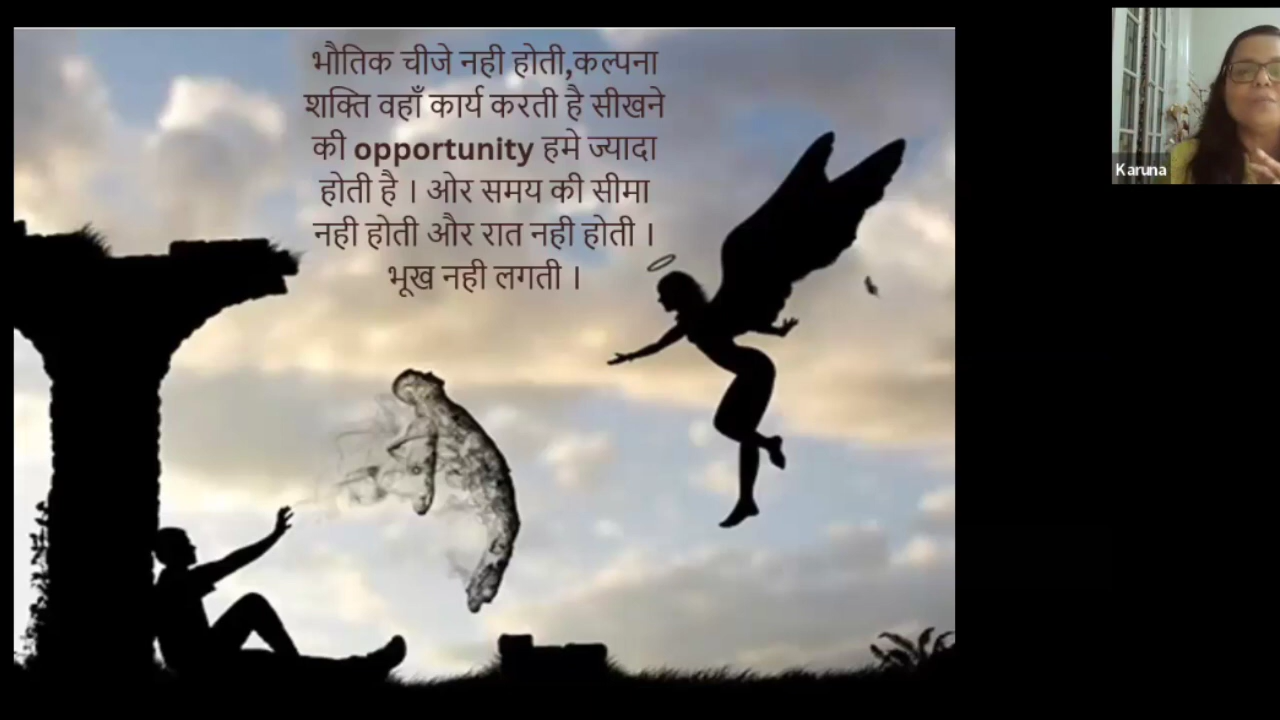 भौतिक चीजे नही होती,कल्पना
शक्ति वहाँ कार्य करती है सीखने
की opportunity हमे ज्यादा
होती है । ओर समय की सीमा
नही होती और रात नही होती ।
भूख नही लगती ।
Karuna